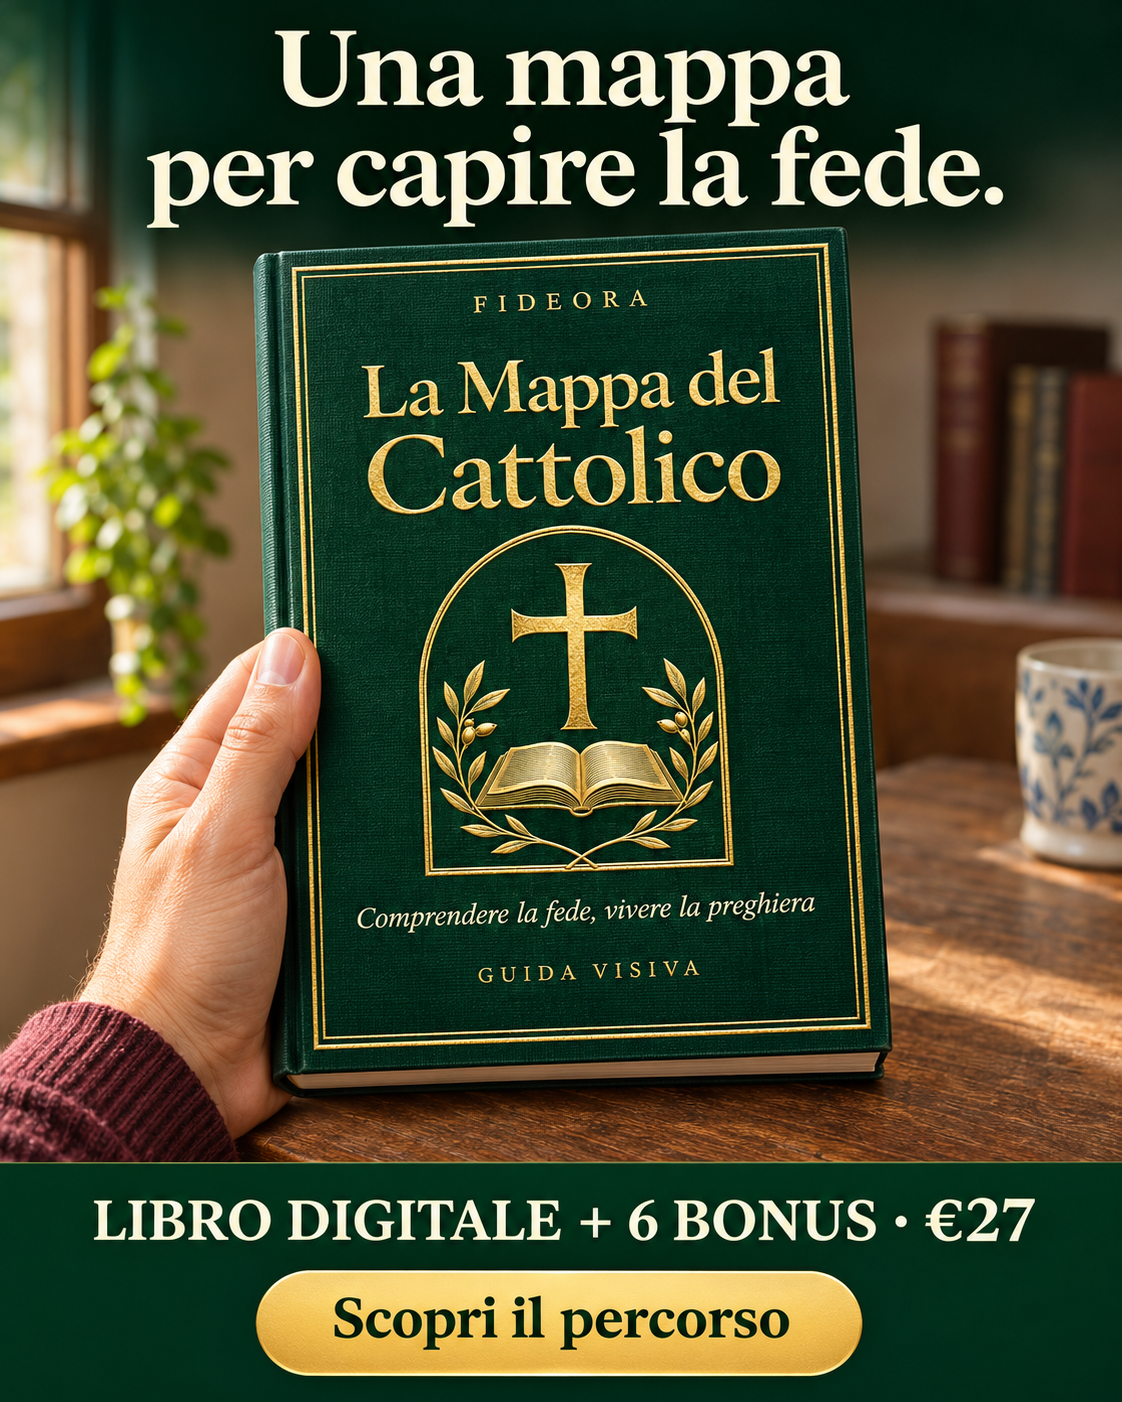 Una mappa
per capire la fede.
FIDEORA
La Mappa del
Cattolico
Comprendere la fede, vivere la preghiera
GUIDA VISIVA
LIBRO DIGITALE + 6 BONUS · €27
Scopri il percorso